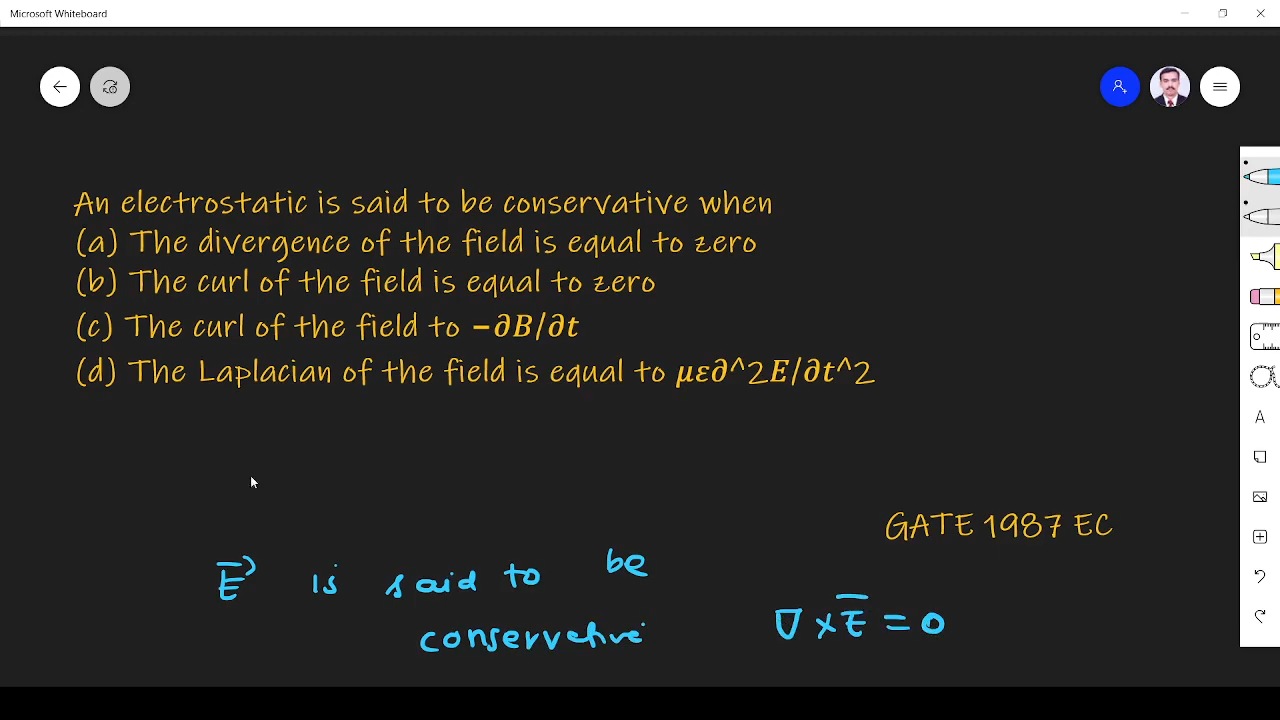 Microsoft Whiteboard
An electrostatic is said to be conservative when
(a) The divergence of the field is equal to zero
(b) The curl of the field is equal to zero
(c) The curl of the field to −∂B/∂t
(d) The Laplacian of the field is equal to με∂^2E/∂t^2
GATE 1987 EC
E⃗ is said to be
conservative
∇ × E̅ = 0
A